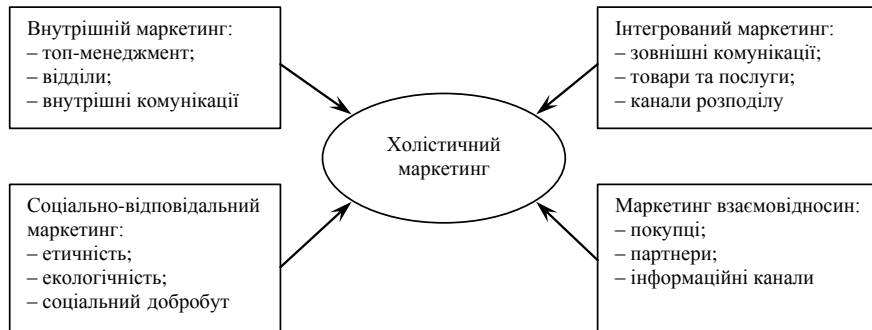 Внутрішній маркетинг:
– топ-менеджмент;
– відділи;
– внутрішні комунікації
Інтегрований маркетинг:
– зовнішні комунікації;
– товари та послуги;
– канали розподілу
Холістичний
маркетинг
Соціально-відповідальний
маркетинг:
– етичність;
– екологічність;
– соціальний добробут
Маркетинг взаємовідносин:
– покупці;
– партнери;
– інформаційні канали